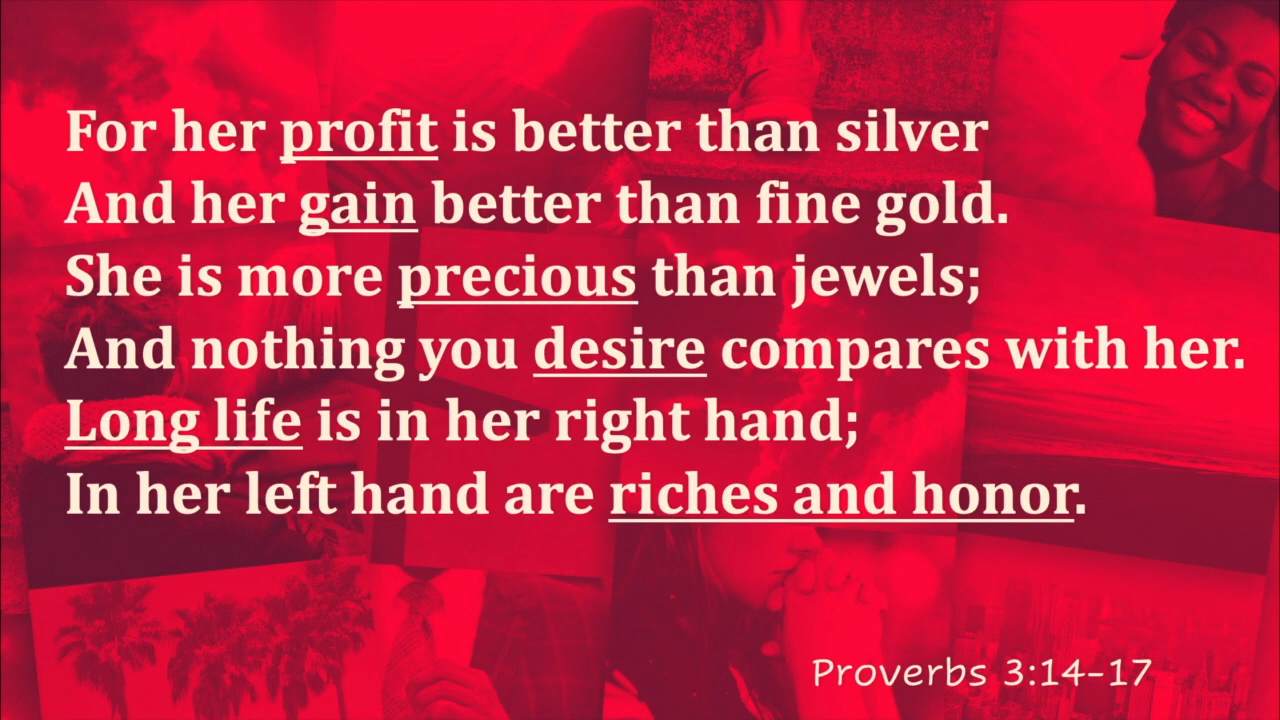 For her profit is better than silver
And her gain better than fine gold.
She is more precious than jewels;
And nothing you desire compares with her.
Long life is in her right hand;
In her left hand are riches and honor.
Proverbs 3:14-17